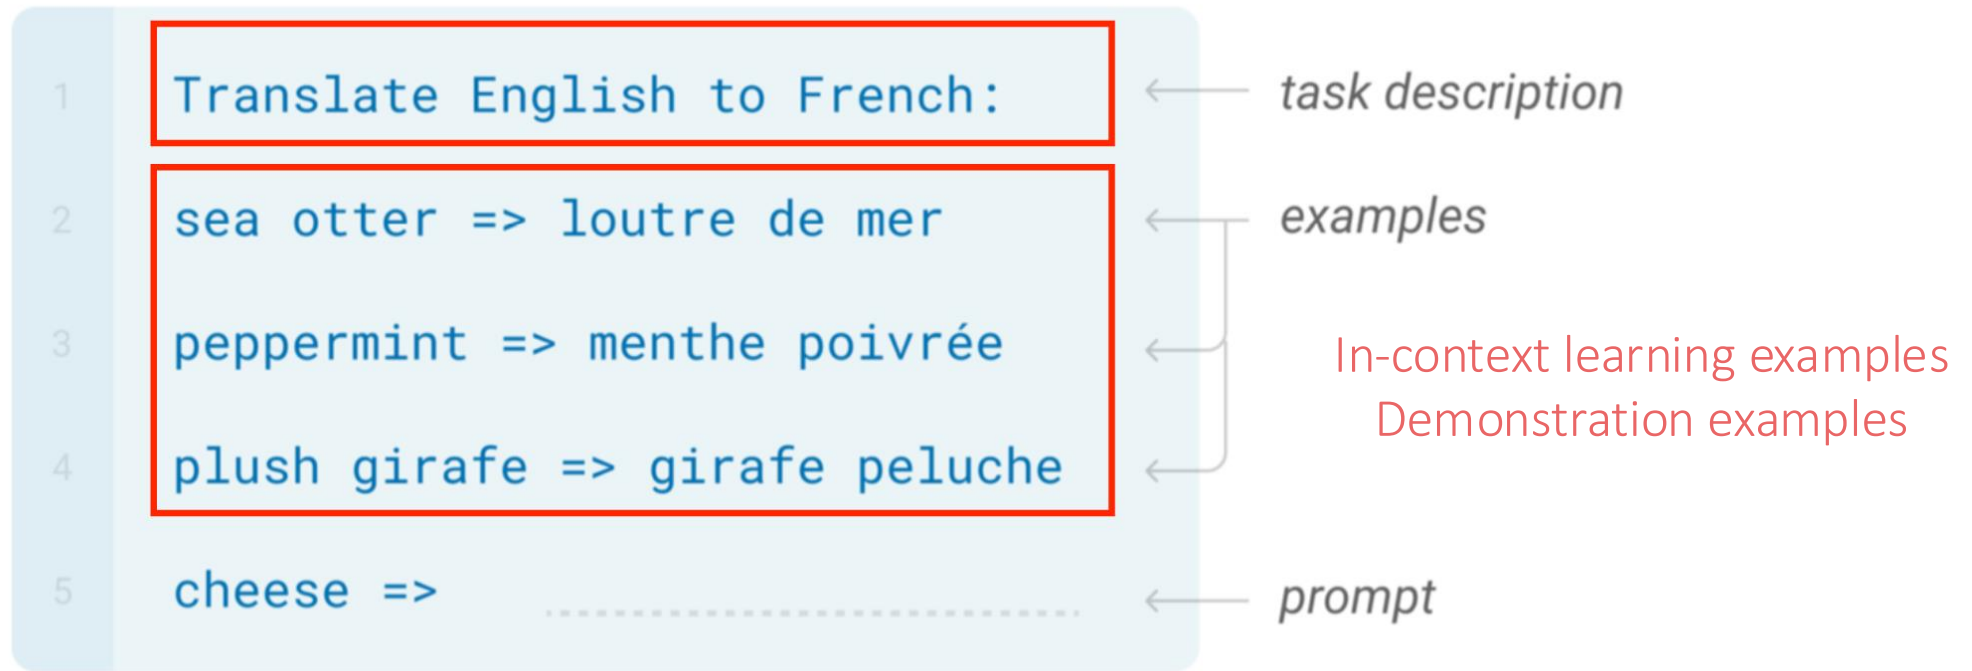 1 Translate English to French: task description
2 sea otter => loutre de mer examples
3 peppermint => menthe poivrée
In-context learning examples
Demonstration examples
4 plush girafe => girafe peluche
5 cheese => prompt